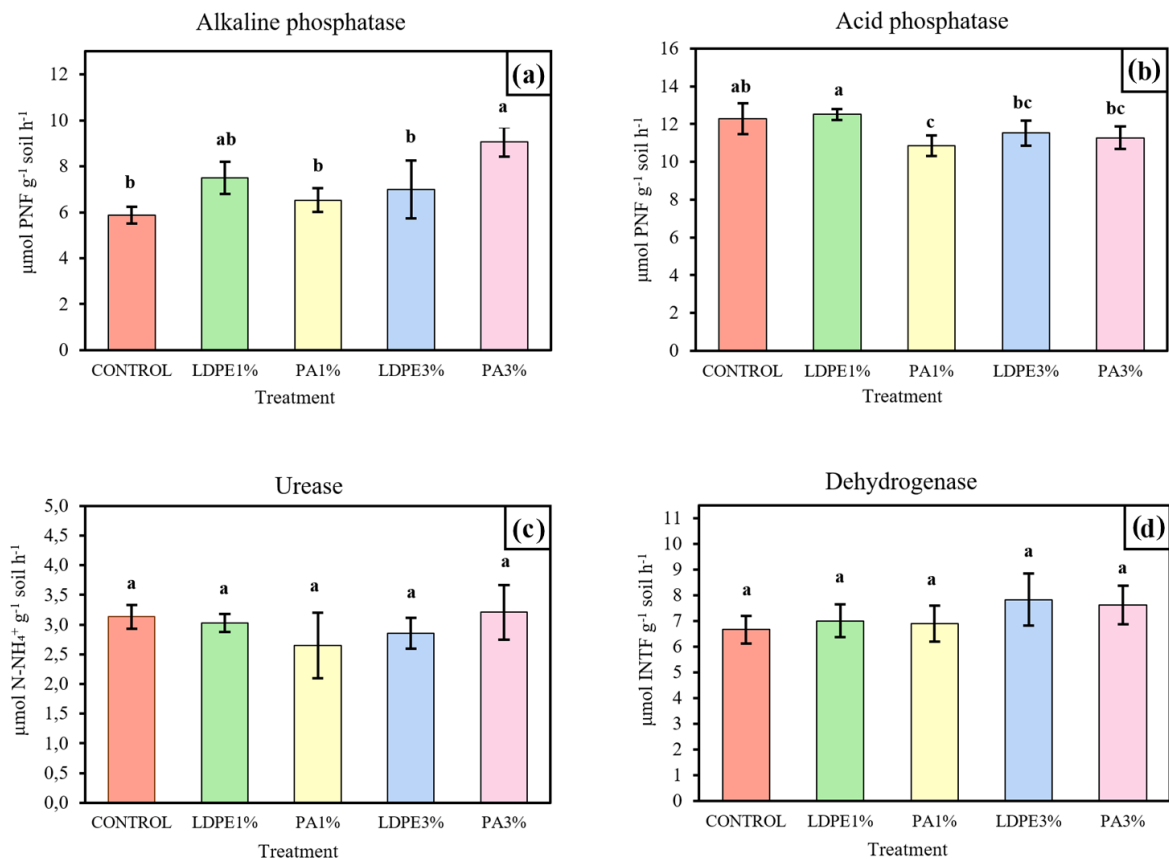 Alkaline phosphatase
(a)
µmol PNF g⁻¹ soil h⁻¹
12
10
8
6
4
2
0
b
ab
b
b
a
CONTROL LDPE1% PA1% LDPE3% PA3%
Treatment
Acid phosphatase
(b)
µmol PNF g⁻¹ soil h⁻¹
16
14
12
10
8
6
4
2
0
ab
a
c
bc
bc
CONTROL LDPE1% PA1% LDPE3% PA3%
Treatment
Urease
(c)
µmol N-NH₄⁺ g⁻¹ soil h⁻¹
5,0
4,5
4,0
3,5
3,0
2,5
2,0
1,5
1,0
0,5
0,0
a
a
a
a
a
CONTROL LDPE1% PA1% LDPE3% PA3%
Treatment
Dehydrogenase
(d)
µmol INTF g⁻¹ soil h⁻¹
11
10
9
8
7
6
5
4
3
2
1
0
a
a
a
a
a
CONTROL LDPE1% PA1% LDPE3% PA3%
Treatment